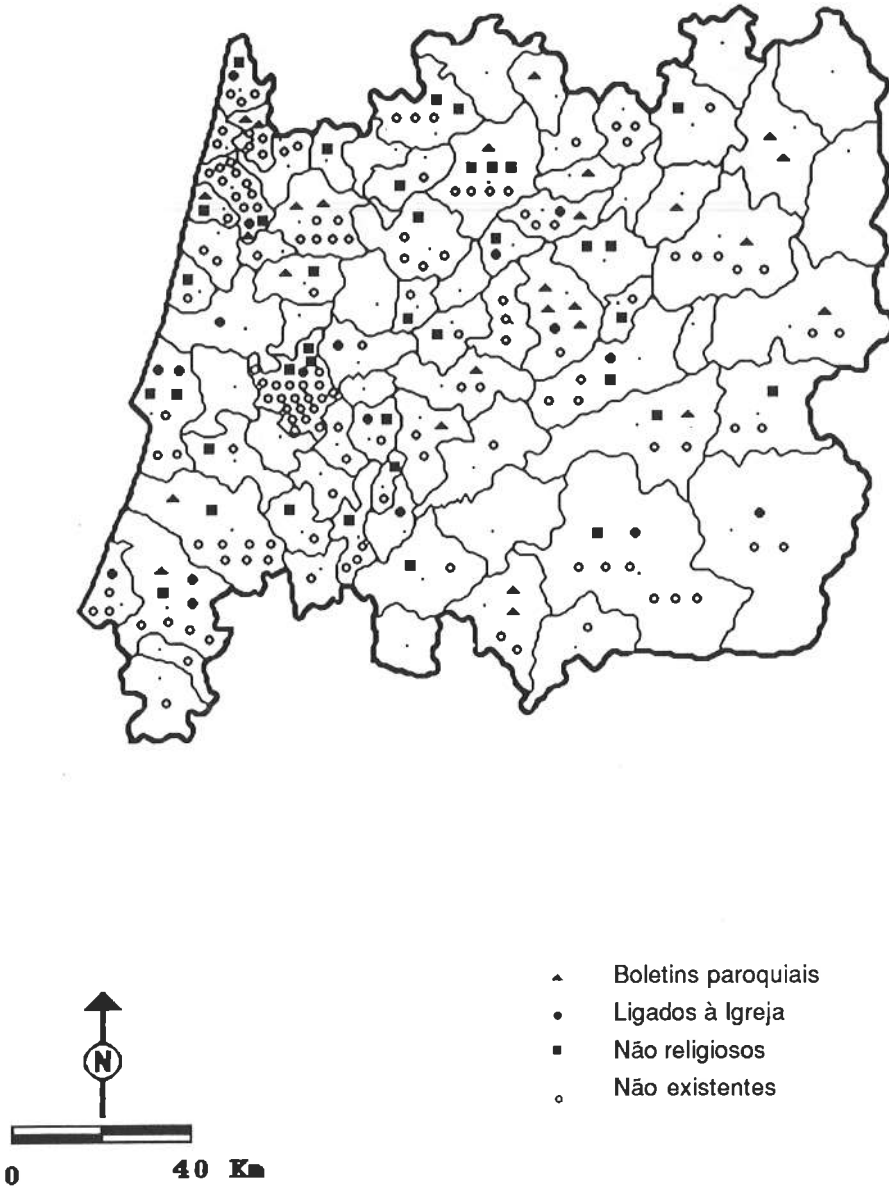 Boletins paroquiais
Ligados à Igreja
Não religiosos
Não existentes
N
0 40 Km